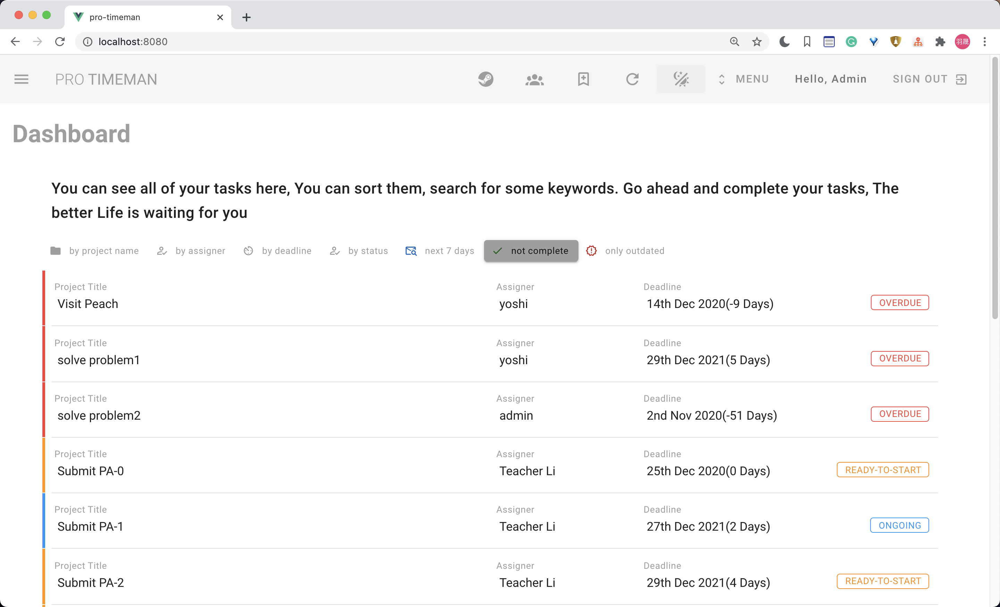 pro-timeman
localhost:8080
羽晟
PRO TIMEMAN
MENU
Hello, Admin
SIGN OUT
Dashboard
You can see all of your tasks here, You can sort them, search for some keywords. Go ahead and complete your tasks, The
better Life is waiting for you
by project name
by assigner
by deadline
by status
next 7 days
not complete
only outdated
Project Title
Assigner
Deadline
Visit Peach
yoshi
14th Dec 2020(-9 Days)
OVERDUE
Project Title
Assigner
Deadline
solve problem1
yoshi
29th Dec 2021(5 Days)
OVERDUE
Project Title
Assigner
Deadline
solve problem2
admin
2nd Nov 2020(-51 Days)
OVERDUE
Project Title
Assigner
Deadline
Submit PA-0
Teacher Li
25th Dec 2020(0 Days)
READY-TO-START
Project Title
Assigner
Deadline
Submit PA-1
Teacher Li
27th Dec 2021(2 Days)
ONGOING
Project Title
Assigner
Deadline
Submit PA-2
Teacher Li
29th Dec 2021(4 Days)
READY-TO-START